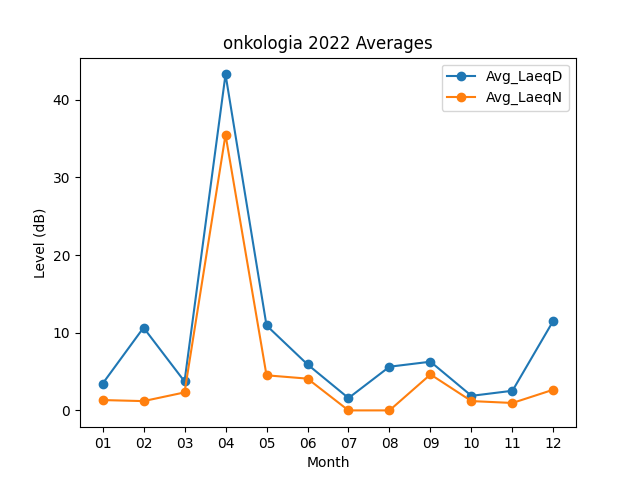 onkologia 2022 Averages
Avg_LaeqD
Avg_LaeqN
Level (dB)
40
30
20
10
0
01 02 03 04 05 06 07 08 09 10 11 12
Month